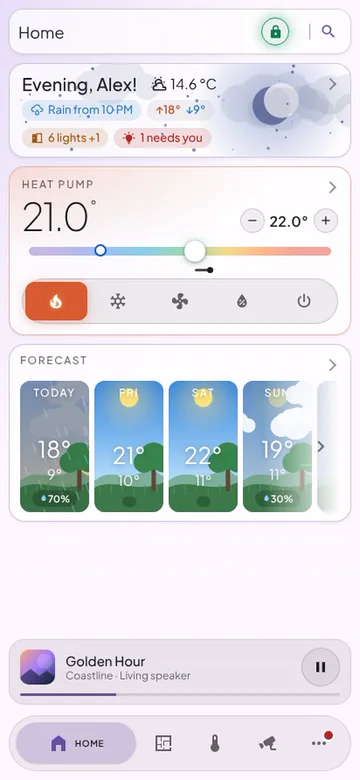 Home
Evening, Alex! 14.6 °C
Rain from 10 PM ↑18° ↓9°
6 lights +1 1 needs you
HEAT PUMP
21.0°
− 22.0° +
FORECAST
TODAY FRI SAT SUN
18° 21° 22° 19°
9° 10° 11° 11°
70% 30%
Golden Hour
Coastline · Living speaker
HOME